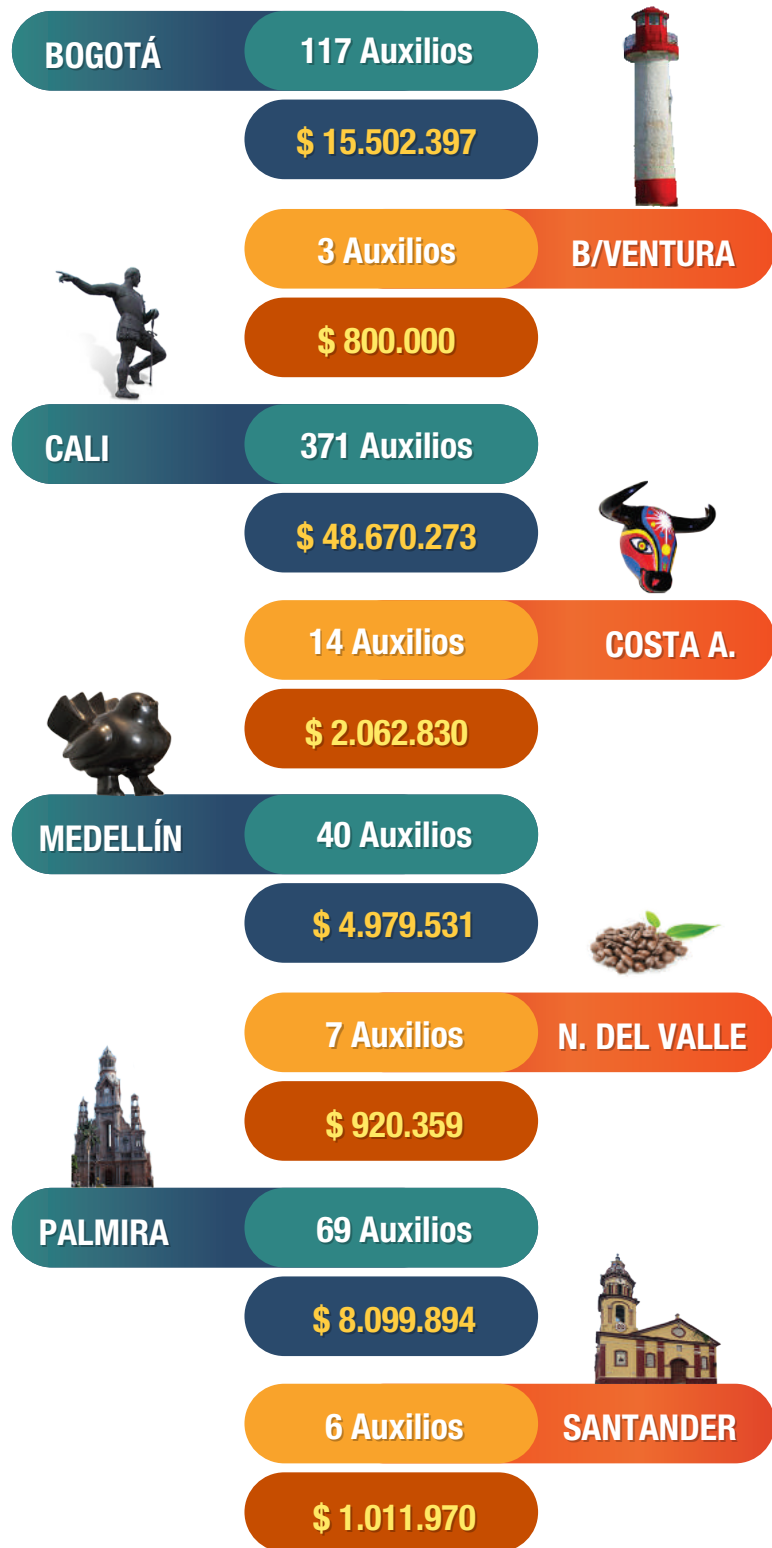 BOGOTÁ 117 Auxilios
$ 15.502.397
3 Auxilios B/VENTURA
$ 800.000
CALI 371 Auxilios
$ 48.670.273
14 Auxilios COSTA A.
$ 2.062.830
MEDELLÍN 40 Auxilios
$ 4.979.531
7 Auxilios N. DEL VALLE
$ 920.359
PALMIRA 69 Auxilios
$ 8.099.894
6 Auxilios SANTANDER
$ 1.011.970